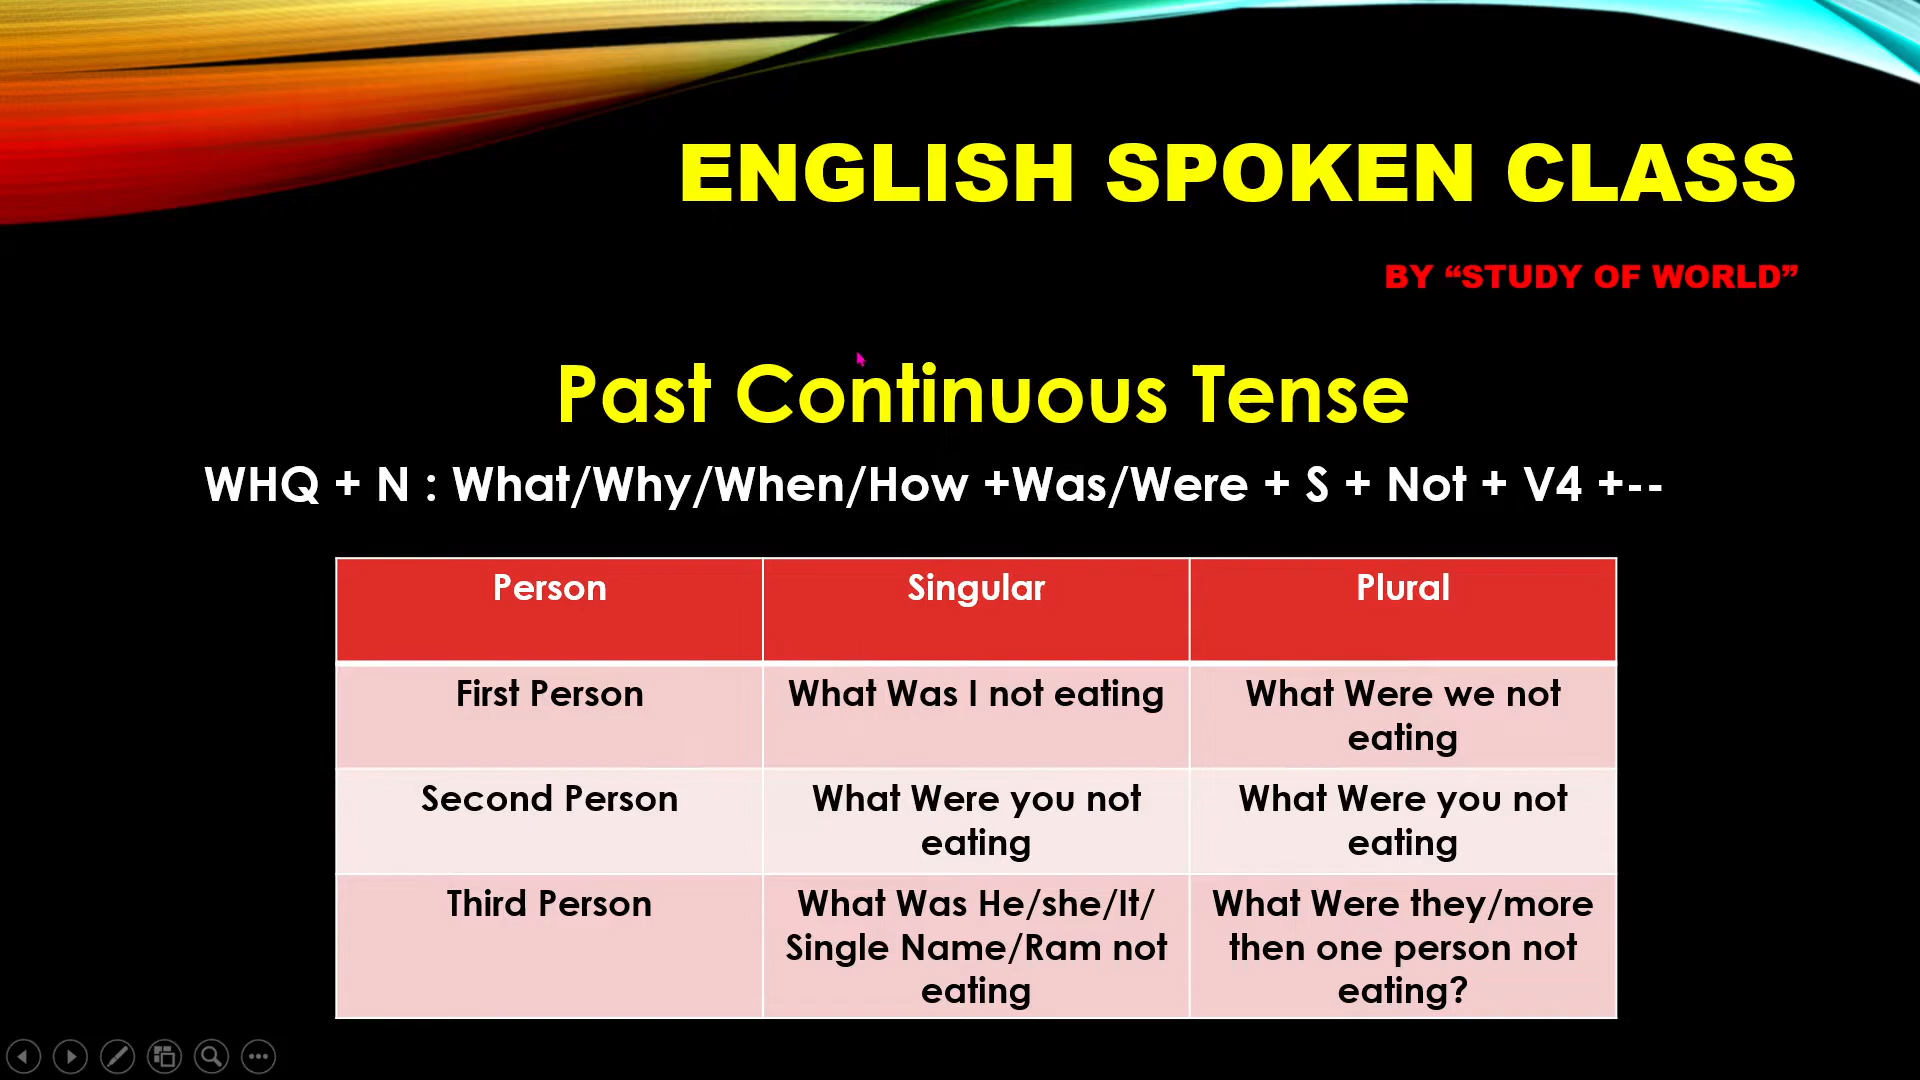 ENGLISH SPOKEN CLASS
BY “STUDY OF WORLD”
Past Continuous Tense
WHQ + N : What/Why/When/How +Was/Were + S + Not + V4 +--
Person Singular Plural
First Person What Was I not eating What Were we not
eating
Second Person What Were you not What Were you not
eating eating
Third Person What Was He/she/It/ What Were they/more
Single Name/Ram not then one person not
eating eating?